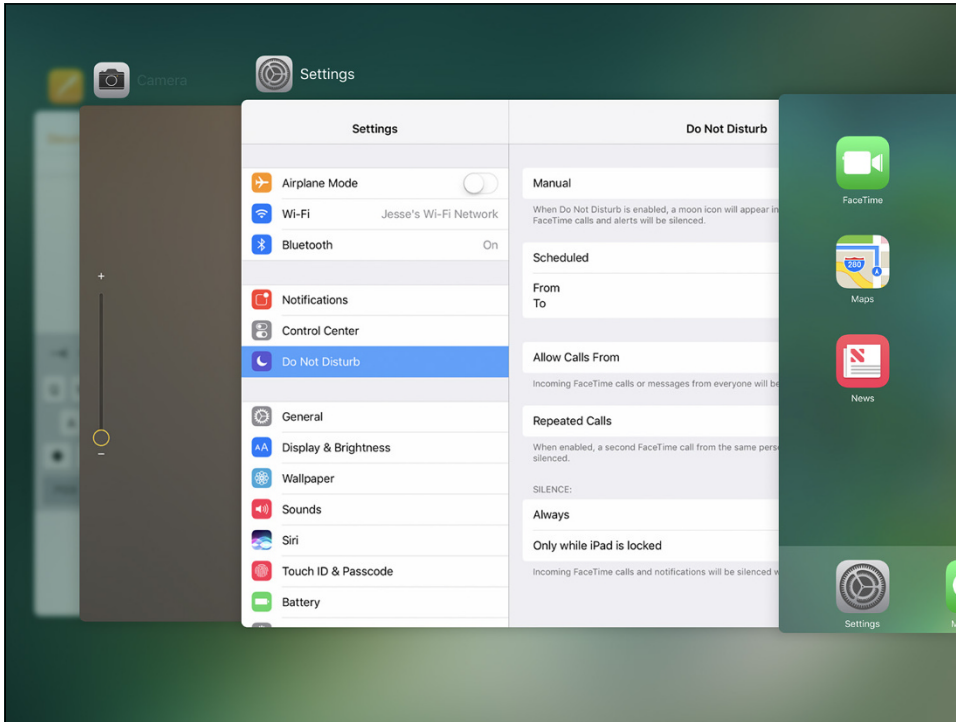 Camera
Settings
Settings
Airplane Mode
Wi-Fi Jesse's Wi-Fi Network
Bluetooth On
Notifications
Control Center
Do Not Disturb
General
Display & Brightness
Wallpaper
Sounds
Siri
Touch ID & Passcode
Battery
Do Not Disturb
Manual
When Do Not Disturb is enabled, a moon icon will appear in
FaceTime calls and alerts will be silenced.
Scheduled
From
To
Allow Calls From
Incoming FaceTime calls or messages from everyone will be
Repeated Calls
When enabled, a second FaceTime call from the same
silenced.
SILENCE:
Always
Only while iPad is locked
Incoming FaceTime calls and notifications will be silenced
FaceTime
280
Maps
News
Settings